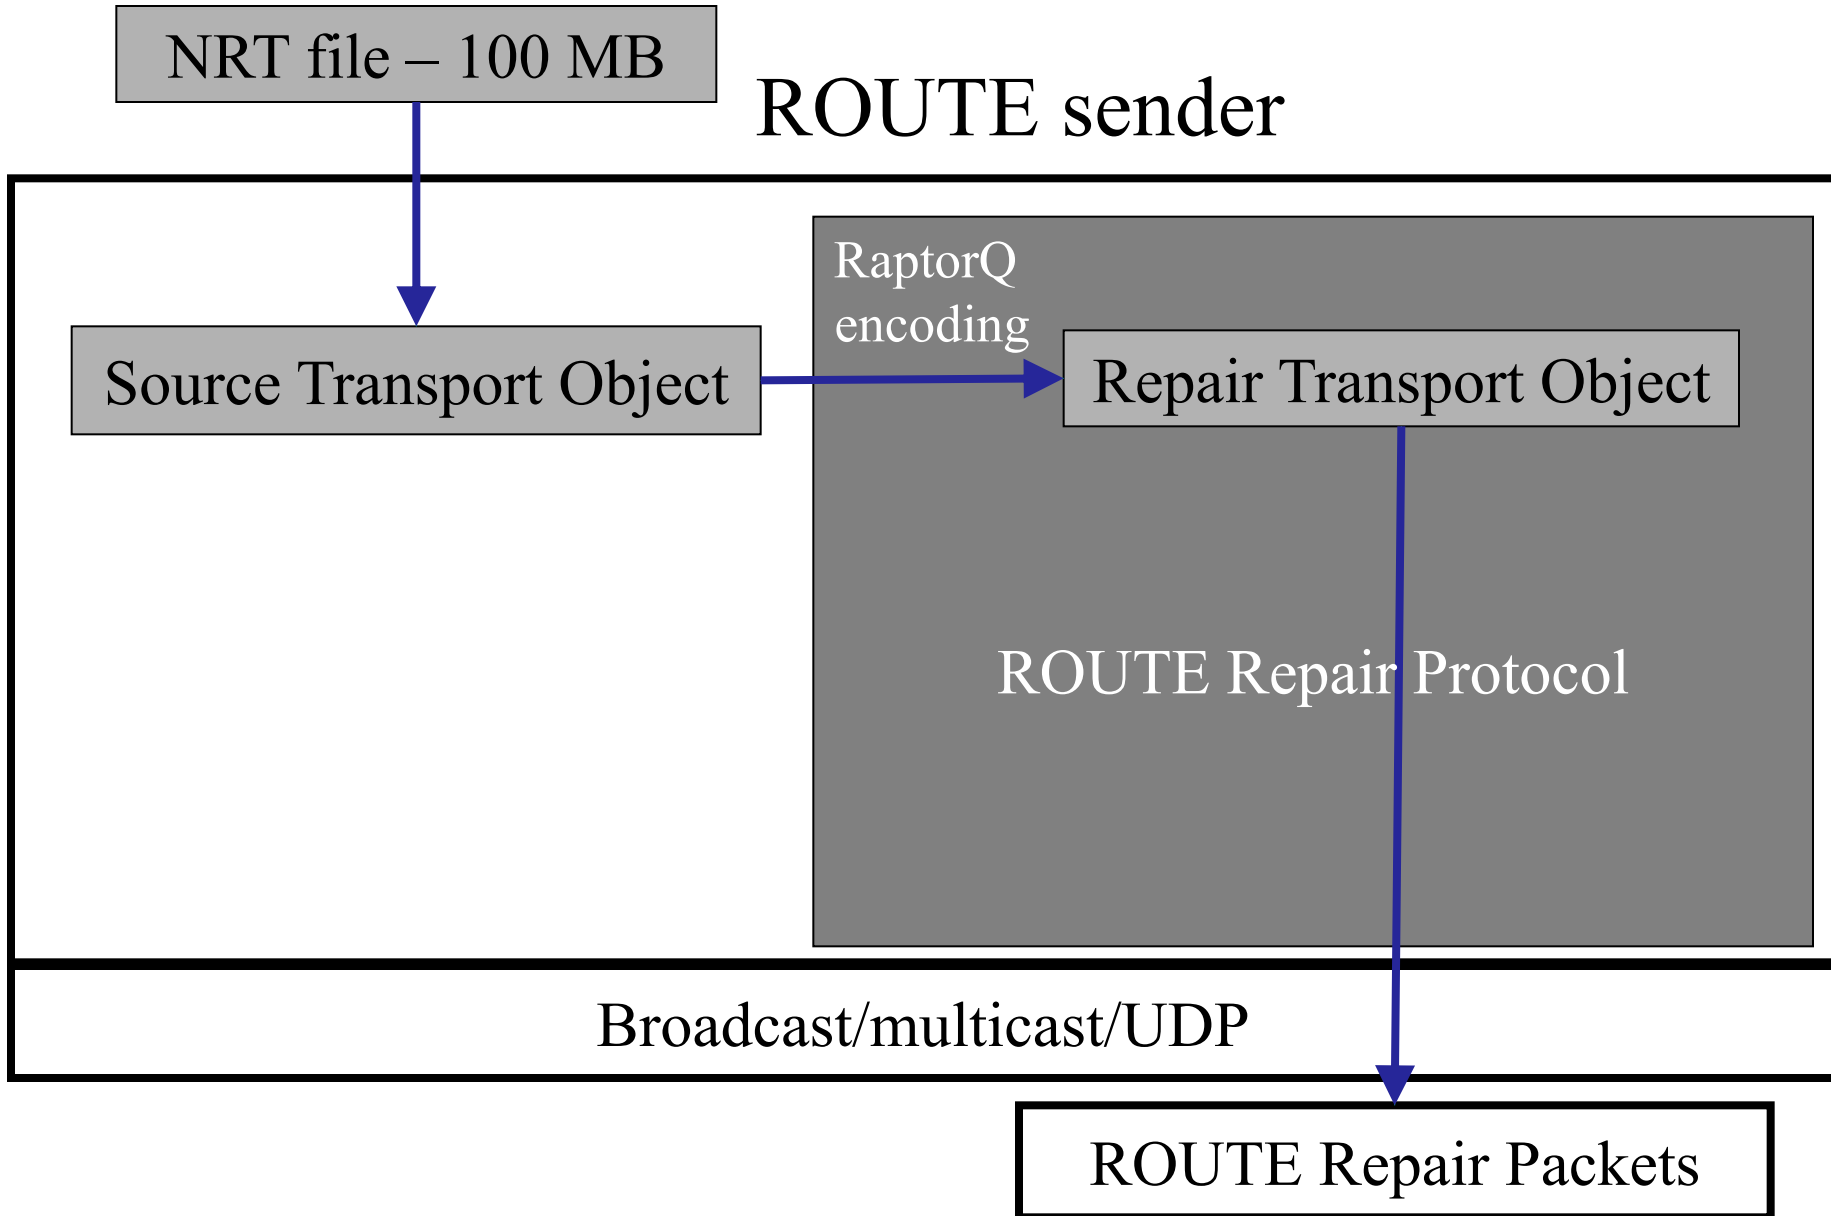 NRT file – 100 MB
ROUTE sender
RaptorQ
encoding
Source Transport Object
Repair Transport Object
ROUTE Repair Protocol
Broadcast/multicast/UDP
ROUTE Repair Packets